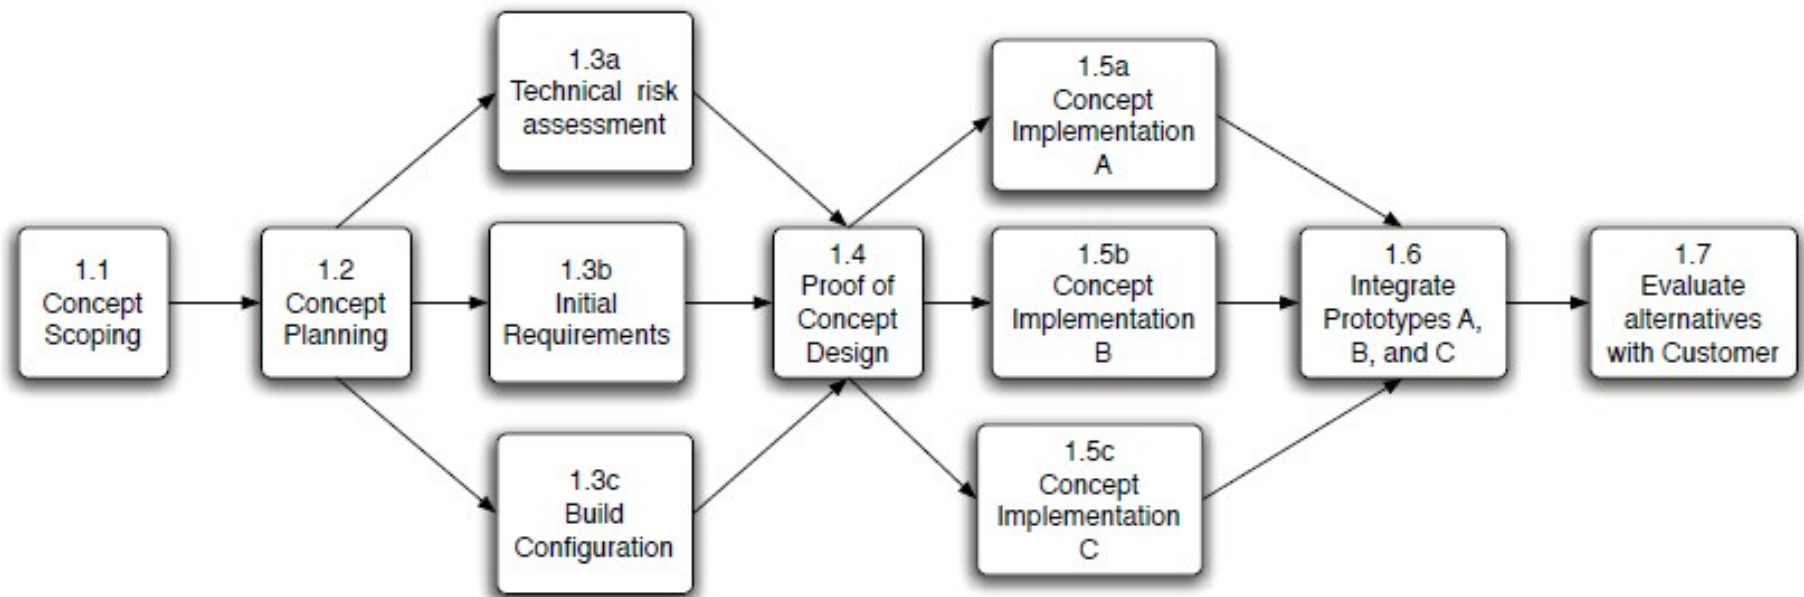 1.1
Concept
Scoping
1.2
Concept
Planning
1.3a
Technical risk
assessment
1.3b
Initial
Requirements
1.3c
Build
Configuration
1.4
Proof of
Concept
Design
1.5a
Concept
Implementation
A
1.5b
Concept
Implementation
B
1.5c
Concept
Implementation
C
1.6
Integrate
Prototypes A,
B, and C
1.7
Evaluate
alternatives
with Customer